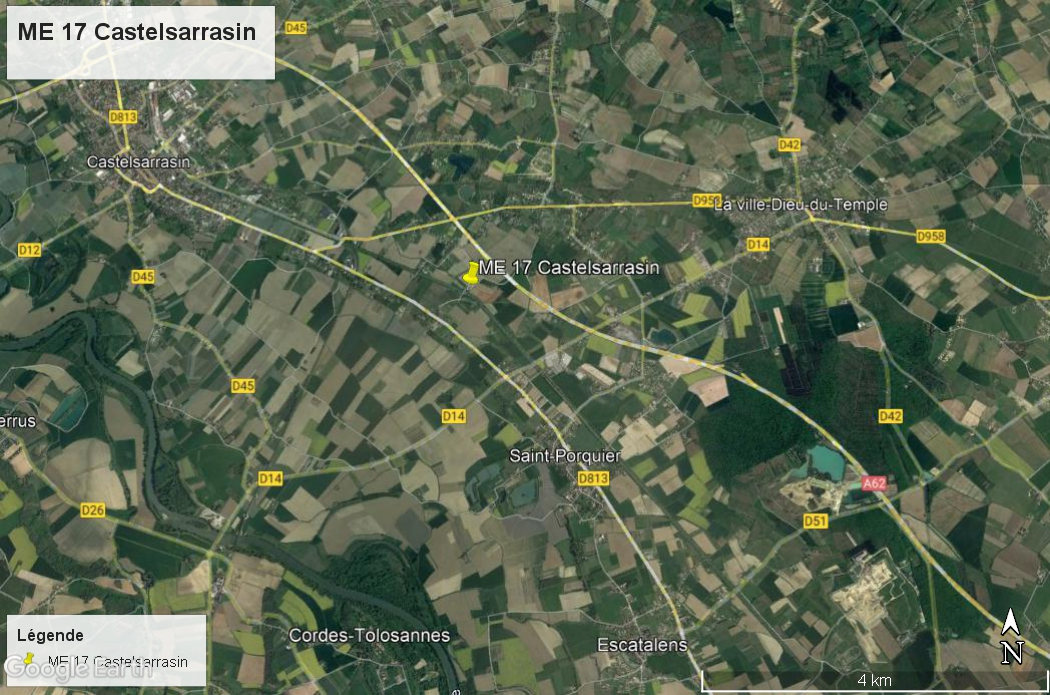 ME 17 Castelsarrasin
D45
D813
D42
Castelsarrasin
La ville-Dieu-du-Temple
D14
D958
D12
D45
ME 17 Castelsarrasin
D45
D14
D42
errus
Saint-Porquier
D14
D813
A62
D26
D51
Légende
ME 17 Castelsarrasin
Google Earth
Cordes-Tolosannes
Escatalens
N
4 km